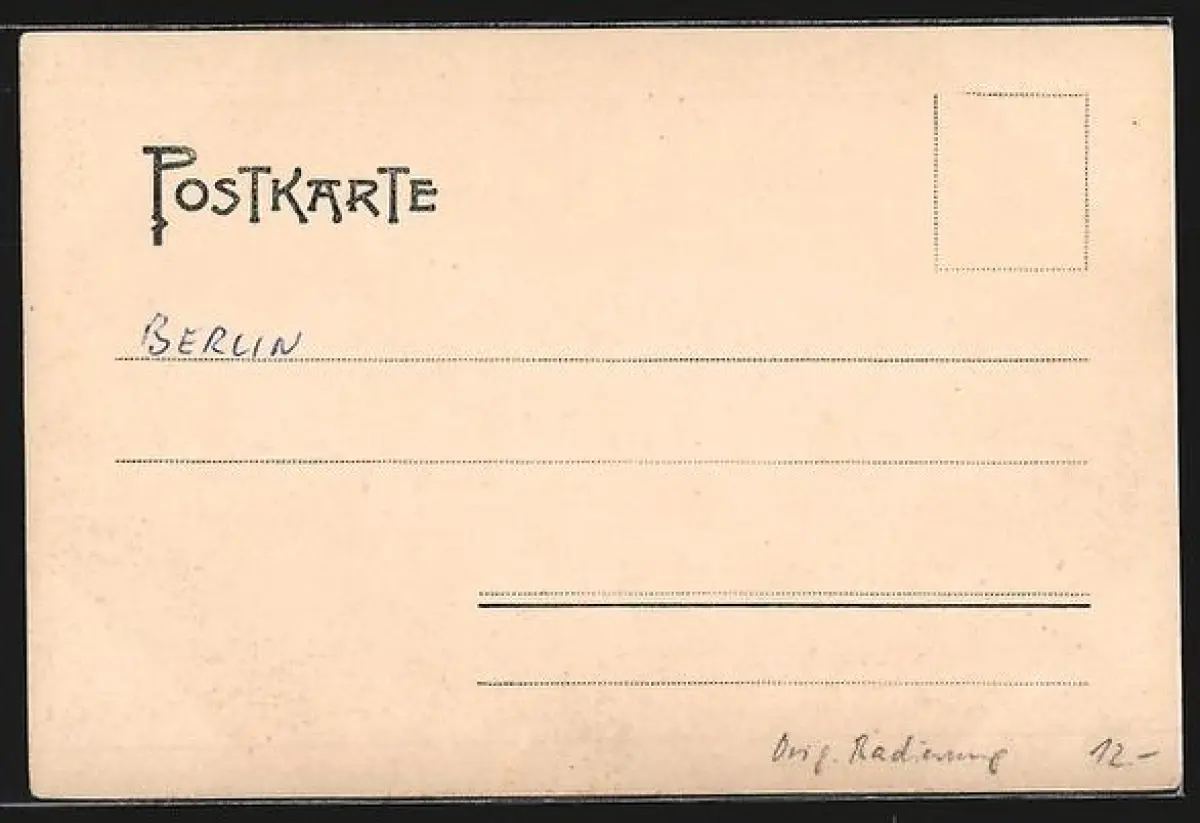 POSTKARTE
BERLIN
Orig. Radierung 12.-